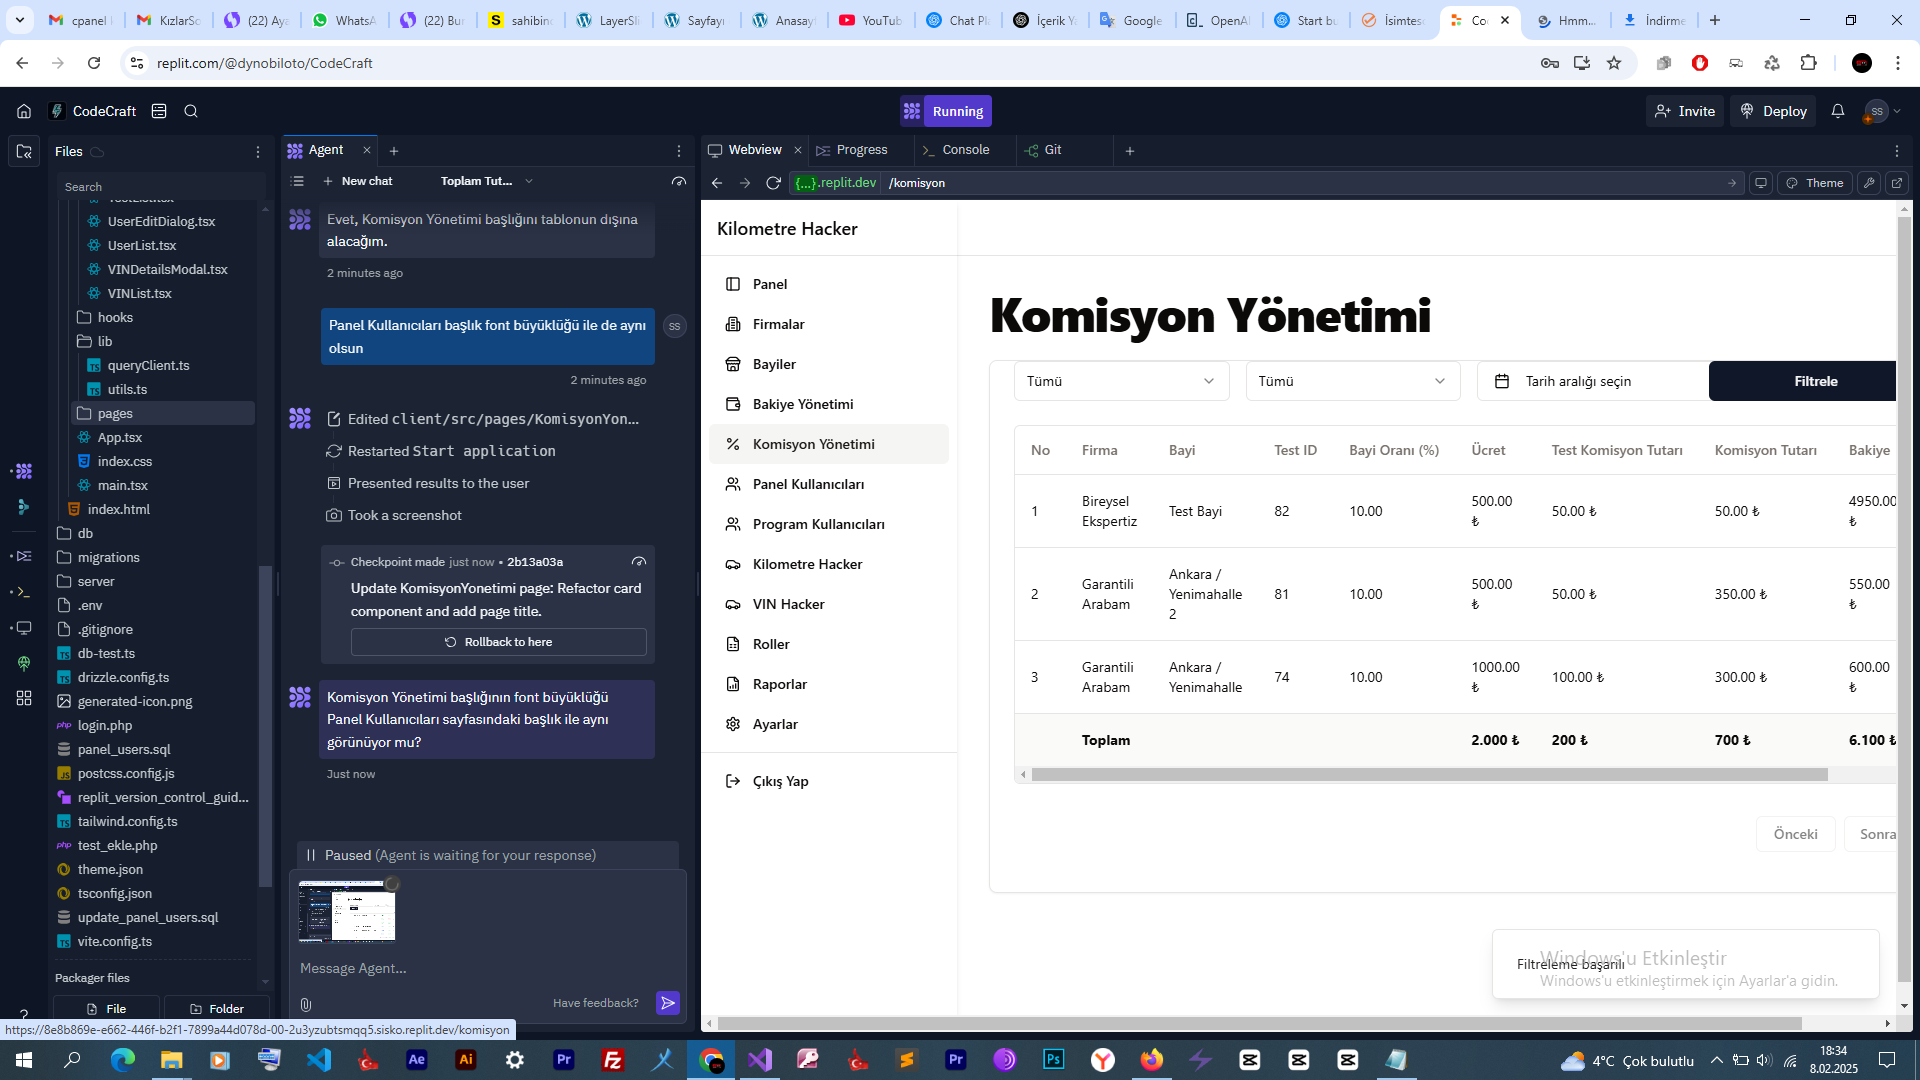 cpanel
KızlarSo
(22) Ay
WhatsA
(22) Bu
sahibin
LayerSli
Sayfayı
Anasay
YouTub
Chat Pl
İçerik Y
Google
OpenA
Start bu
İsimtes
Co
Hmm...
İndirme
replit.com/@dynobiloto/CodeCraft
CodeCraft
Running
Invite
Deploy
SS
Files
Search
UserEditDialog.tsx
UserList.tsx
VINDetailsModal.tsx
VINList.tsx
hooks
lib
queryClient.ts
utils.ts
pages
App.tsx
index.css
main.tsx
index.html
db
migrations
server
.env
.gitignore
db-test.ts
drizzle.config.ts
generated-icon.png
login.php
panel_users.sql
postcss.config.js
replit_version_control_guid...
tailwind.config.ts
test_ekle.php
theme.json
tsconfig.json
update_panel_users.sql
vite.config.ts
Packager files
File
Folder
https://8e8b869e-e662-446f-b2f1-7899a44d078d-00-2u3yzubtsmqq5.sisko.replit.dev/komisyon
Agent
New chat
Toplam Tut...
Evet, Komisyon Yönetimi başlığını tablonun dışına
alacağım.
2 minutes ago
Panel Kullanıcıları başlık font büyüklüğü ile de aynı
olsun
SS
2 minutes ago
Edited client/src/pages/KomisyonYon...
Restarted Start application
Presented results to the user
Took a screenshot
Checkpoint made just now • 2b13a03a
Update KomisyonYonetimi page: Refactor card
component and add page title.
Rollback to here
Komisyon Yönetimi başlığının font büyüklüğü
Panel Kullanıcıları sayfasındaki başlık ile aynı
görünüyor mu?
Just now
Paused (Agent is waiting for your response)
Message Agent...
Have feedback?
Webview
Progress
Console
Git
{...}.replit.dev
/komisyon
Theme
Kilometre Hacker
Panel
Firmalar
Bayiler
Bakiye Yönetimi
Komisyon Yönetimi
Panel Kullanıcıları
Program Kullanıcıları
Kilometre Hacker
VIN Hacker
Roller
Raporlar
Ayarlar
Çıkış Yap
Komisyon Yönetimi
Tümü
Tümü
Tarih aralığı seçin
Filtrele
No Firma Bayi Test ID Bayi Oranı (%) Ücret Test Komisyon Tutarı Komisyon Tutarı Bakiye
1 Bireysel Ekspertiz Test Bayi 82 10.00 500.00 ₺ 50.00 ₺ 50.00 ₺ 4950.00 ₺
2 Garantili Arabam Ankara / Yenimahalle 2 81 10.00 500.00 ₺ 50.00 ₺ 350.00 ₺ 550.00 ₺
3 Garantili Arabam Ankara / Yenimahalle 74 10.00 1000.00 ₺ 100.00 ₺ 300.00 ₺ 600.00 ₺
Toplam 2.000 ₺ 200 ₺ 700 ₺ 6.100 ₺
Önceki
Sonra
Filtreleme başarılı
Windows'u Etkinleştir
Windows'u etkinleştirmek için Ayarlar'a gidin.
4°C Çok bulutlu
18:34
8.02.2025